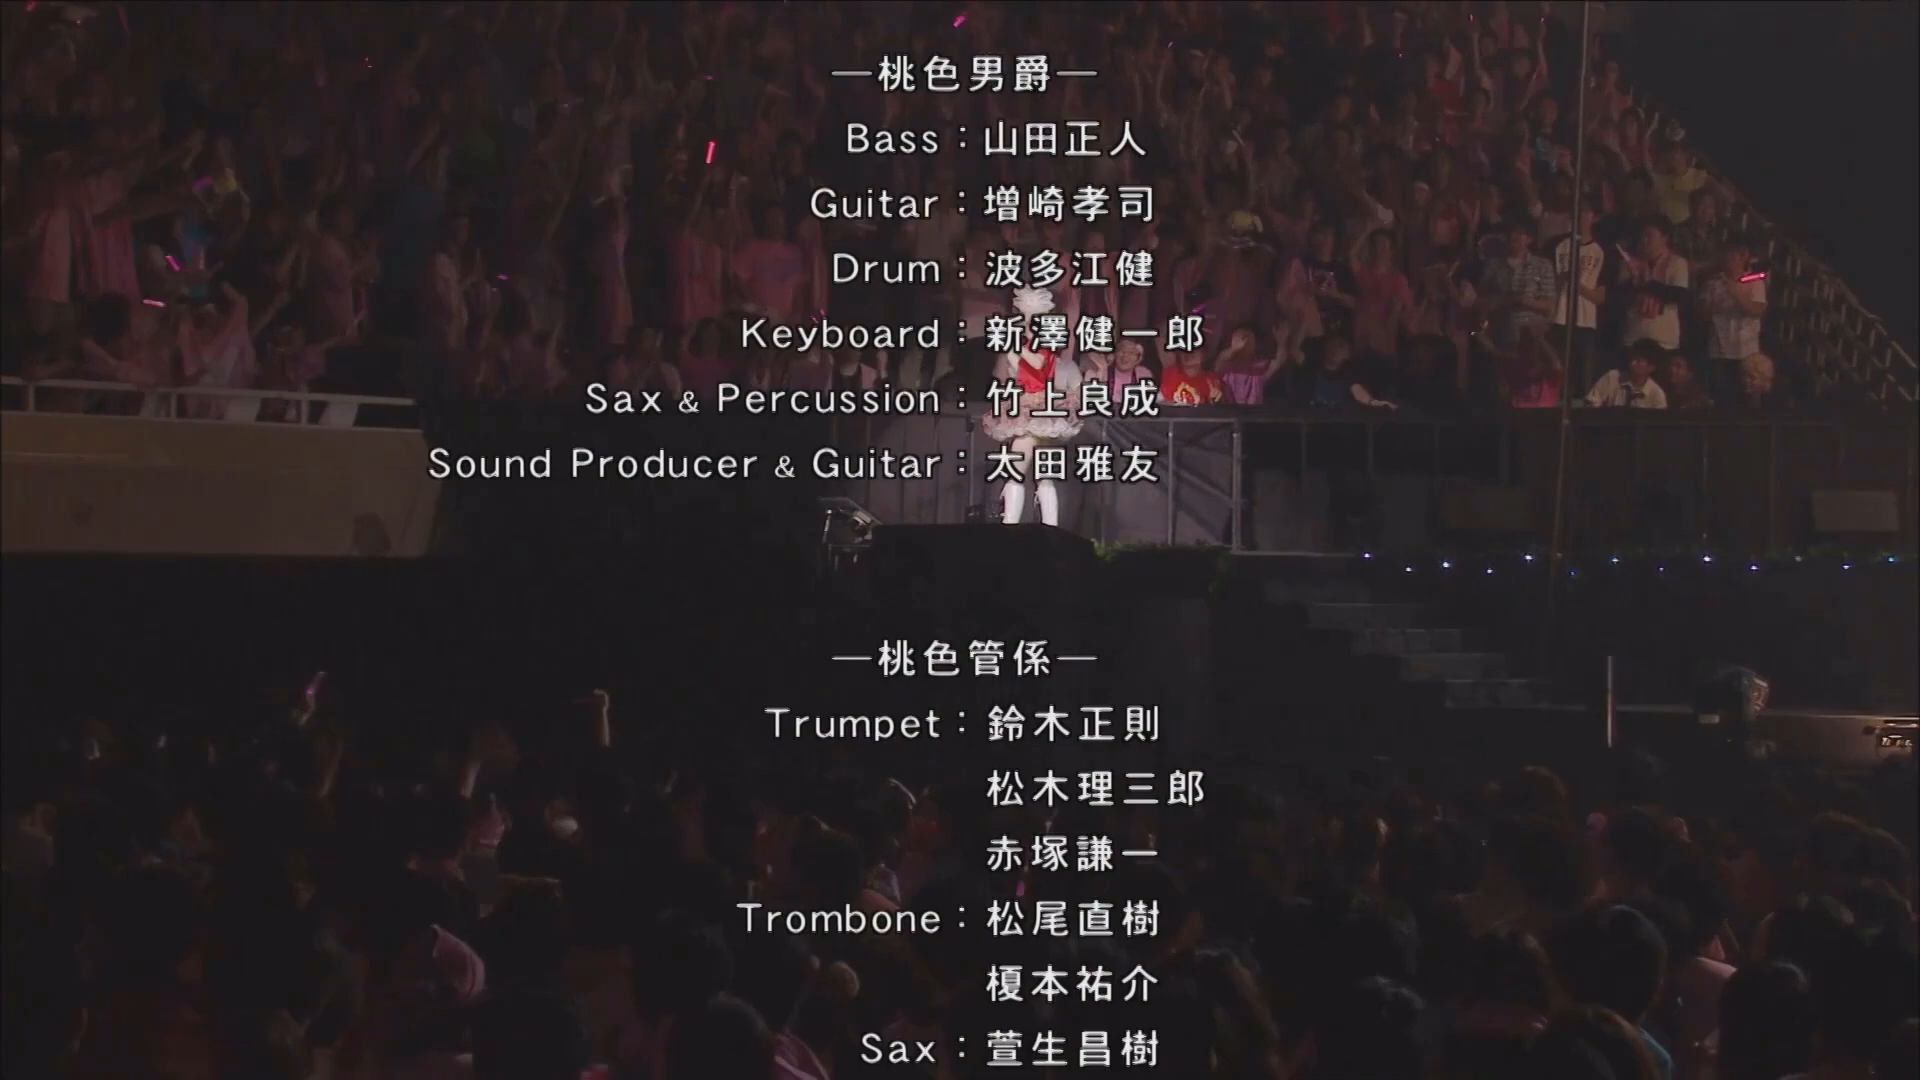 ―桃色男爵―
Bass：山田正人
Guitar：増崎孝司
Drum：波多江健
Keyboard：新澤健一郎
Sax & Percussion：竹上良成
Sound Producer & Guitar：太田雅友
―桃色管係―
Trumpet：鈴木正則
松木理三郎
赤塚謙一
Trombone：松尾直樹
榎本祐介
Sax：萱生昌樹